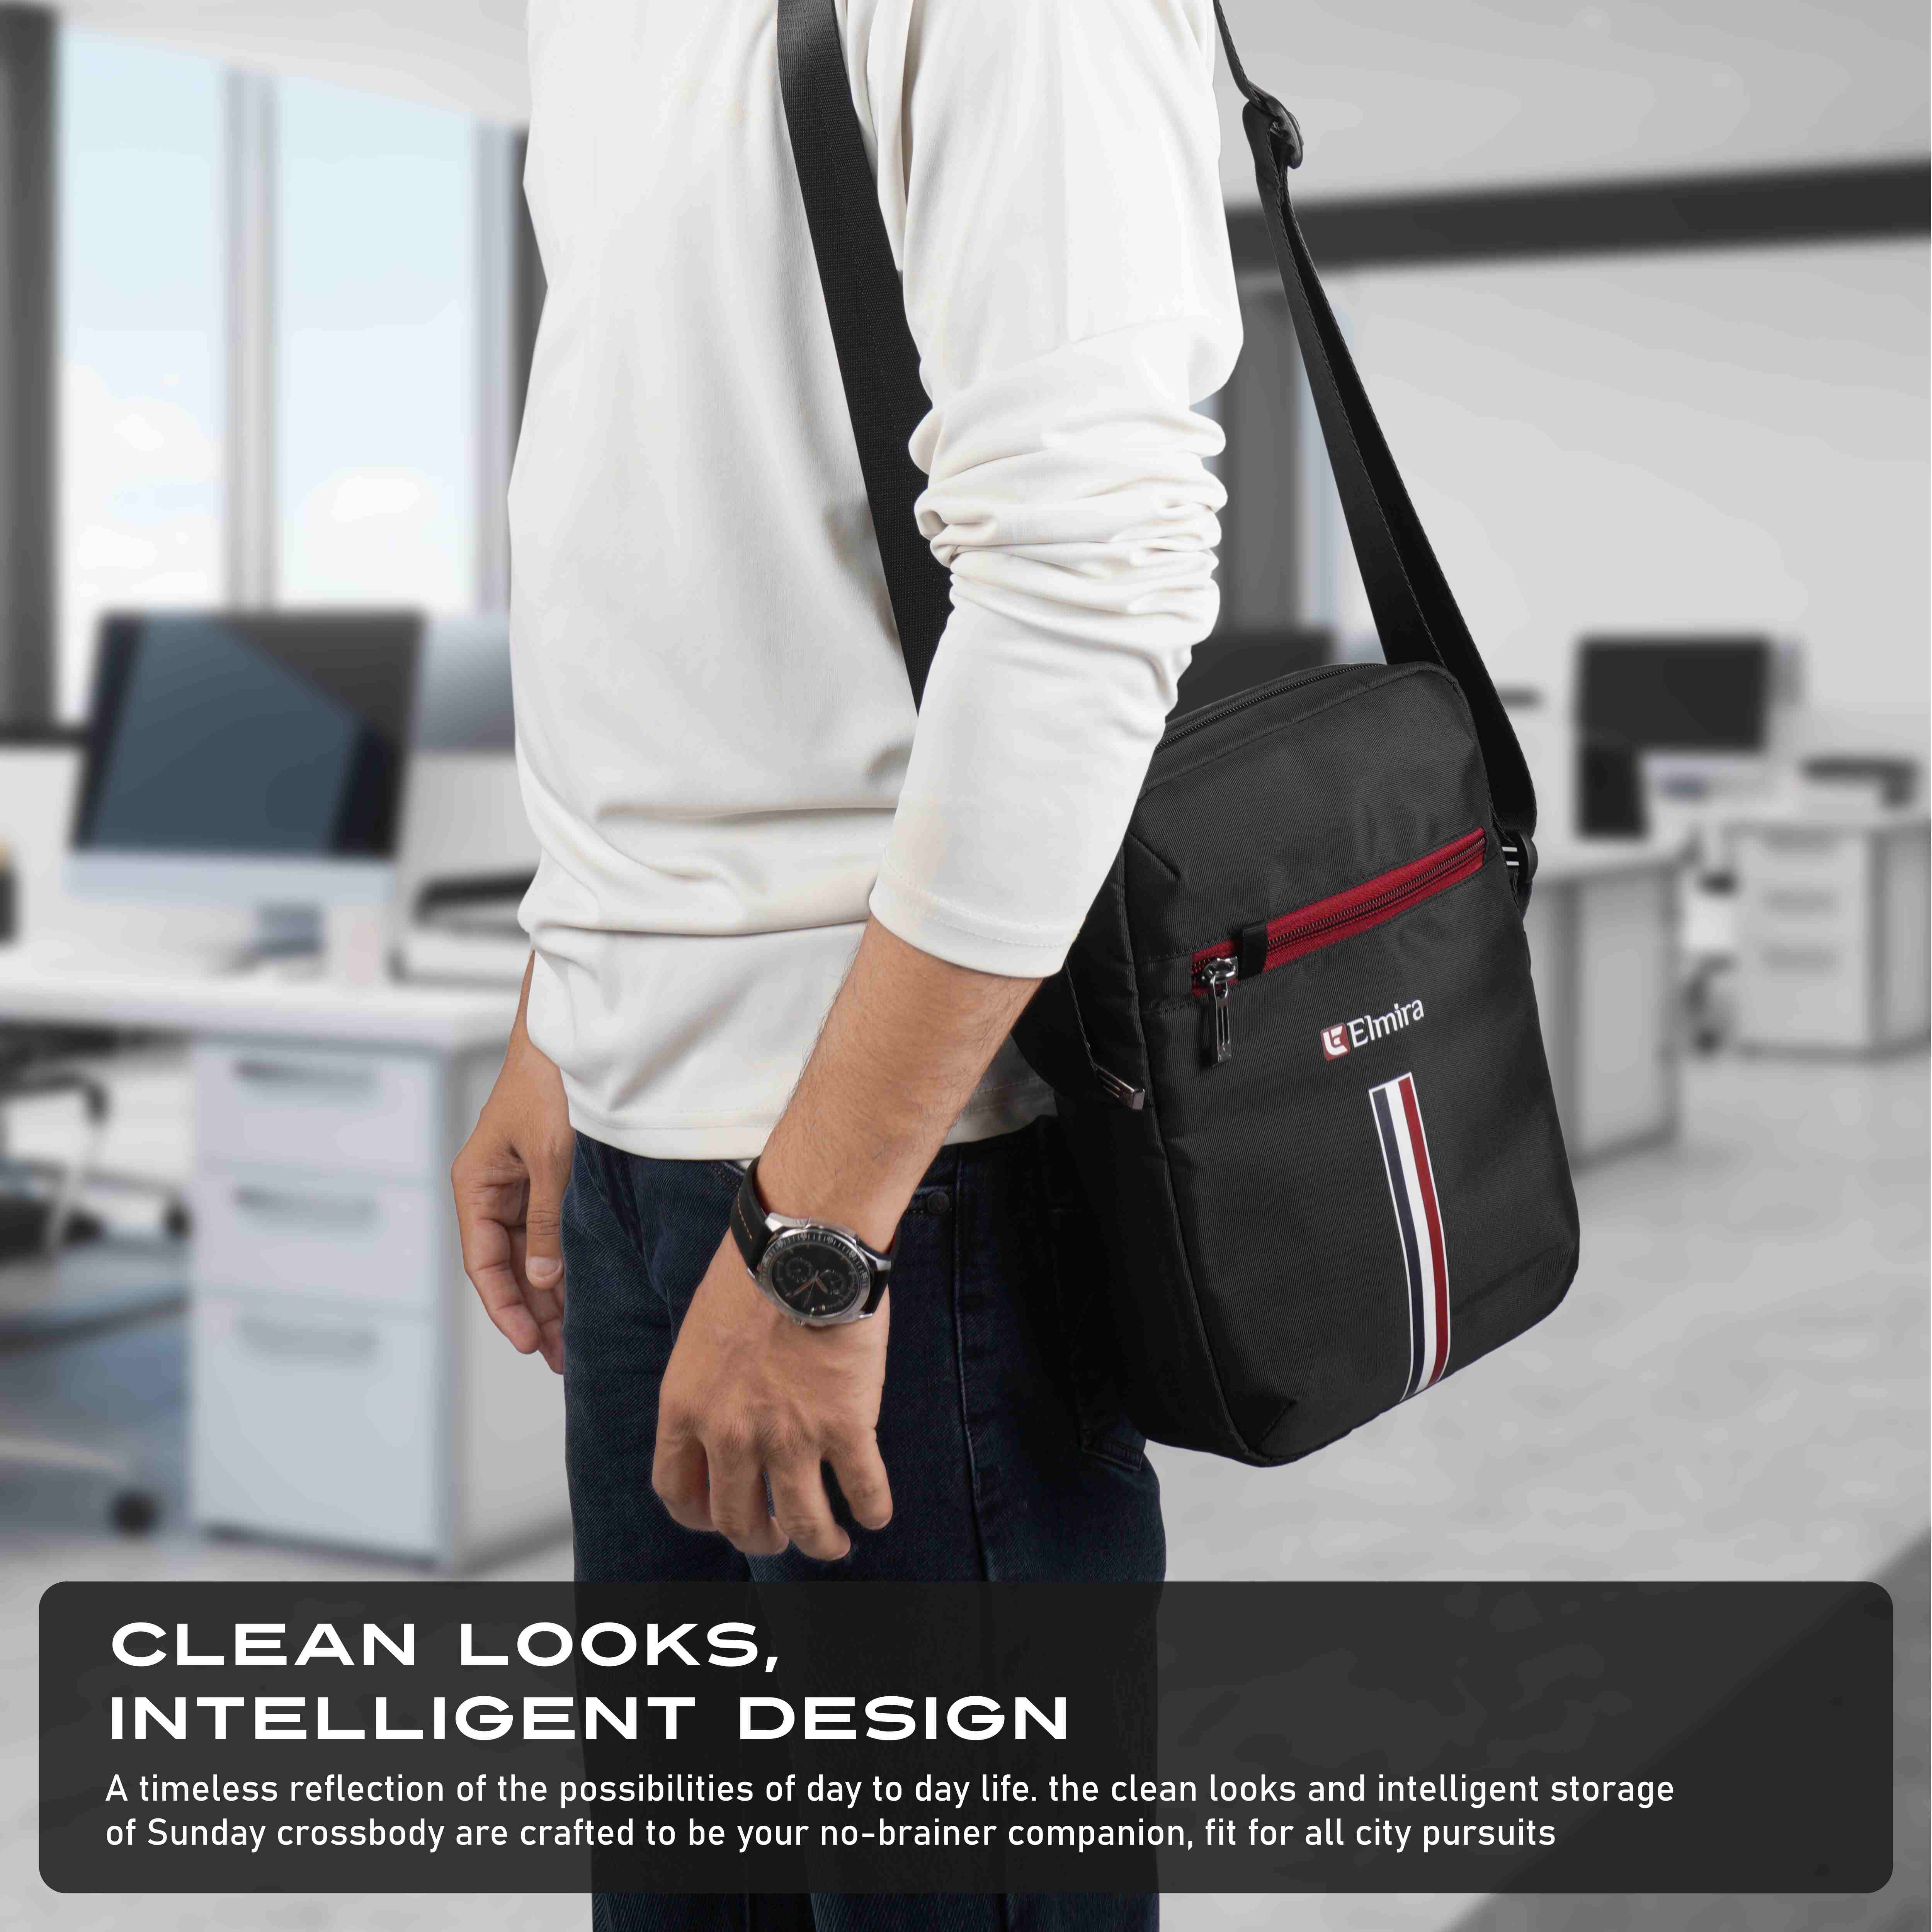 Elmira
CLEAN LOOKS,
INTELLIGENT DESIGN
A timeless reflection of the possibilities of day to day life. the clean looks and intelligent storage
of Sunday crossbody are crafted to be your no-brainer companion, fit for all city pursuits